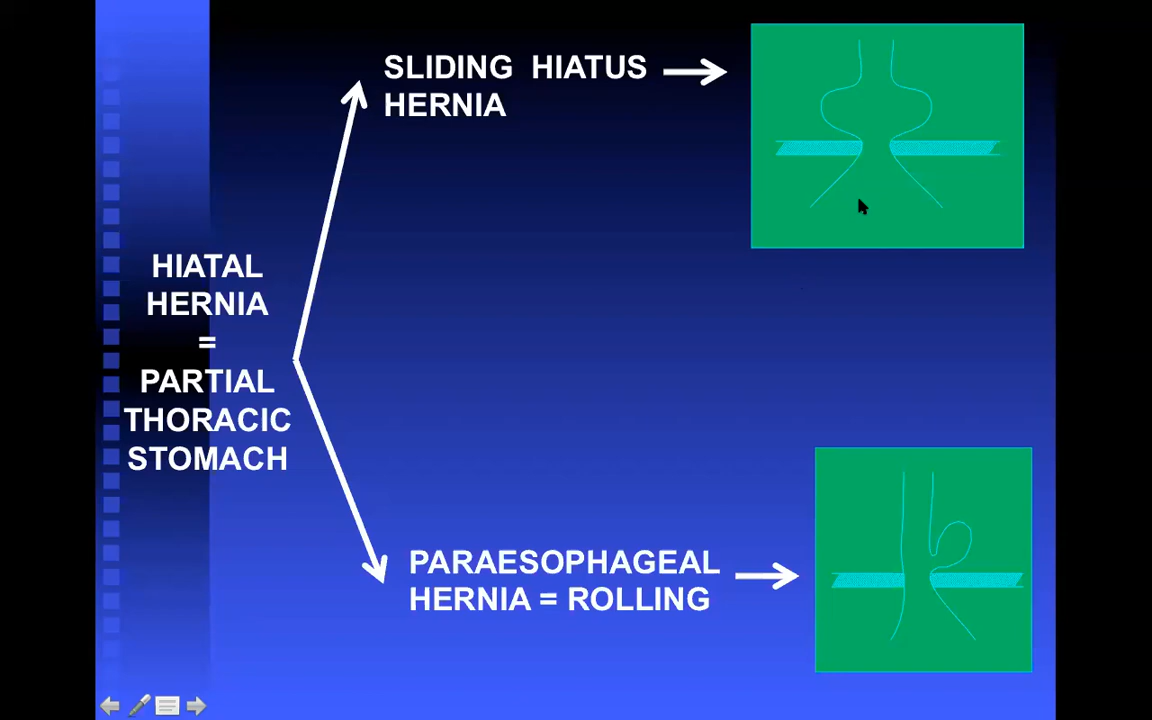 SLIDING HIATUS
HERNIA
HIATAL
HERNIA
=
PARTIAL
THORACIC
STOMACH
PARAESOPHAGEAL
HERNIA = ROLLING